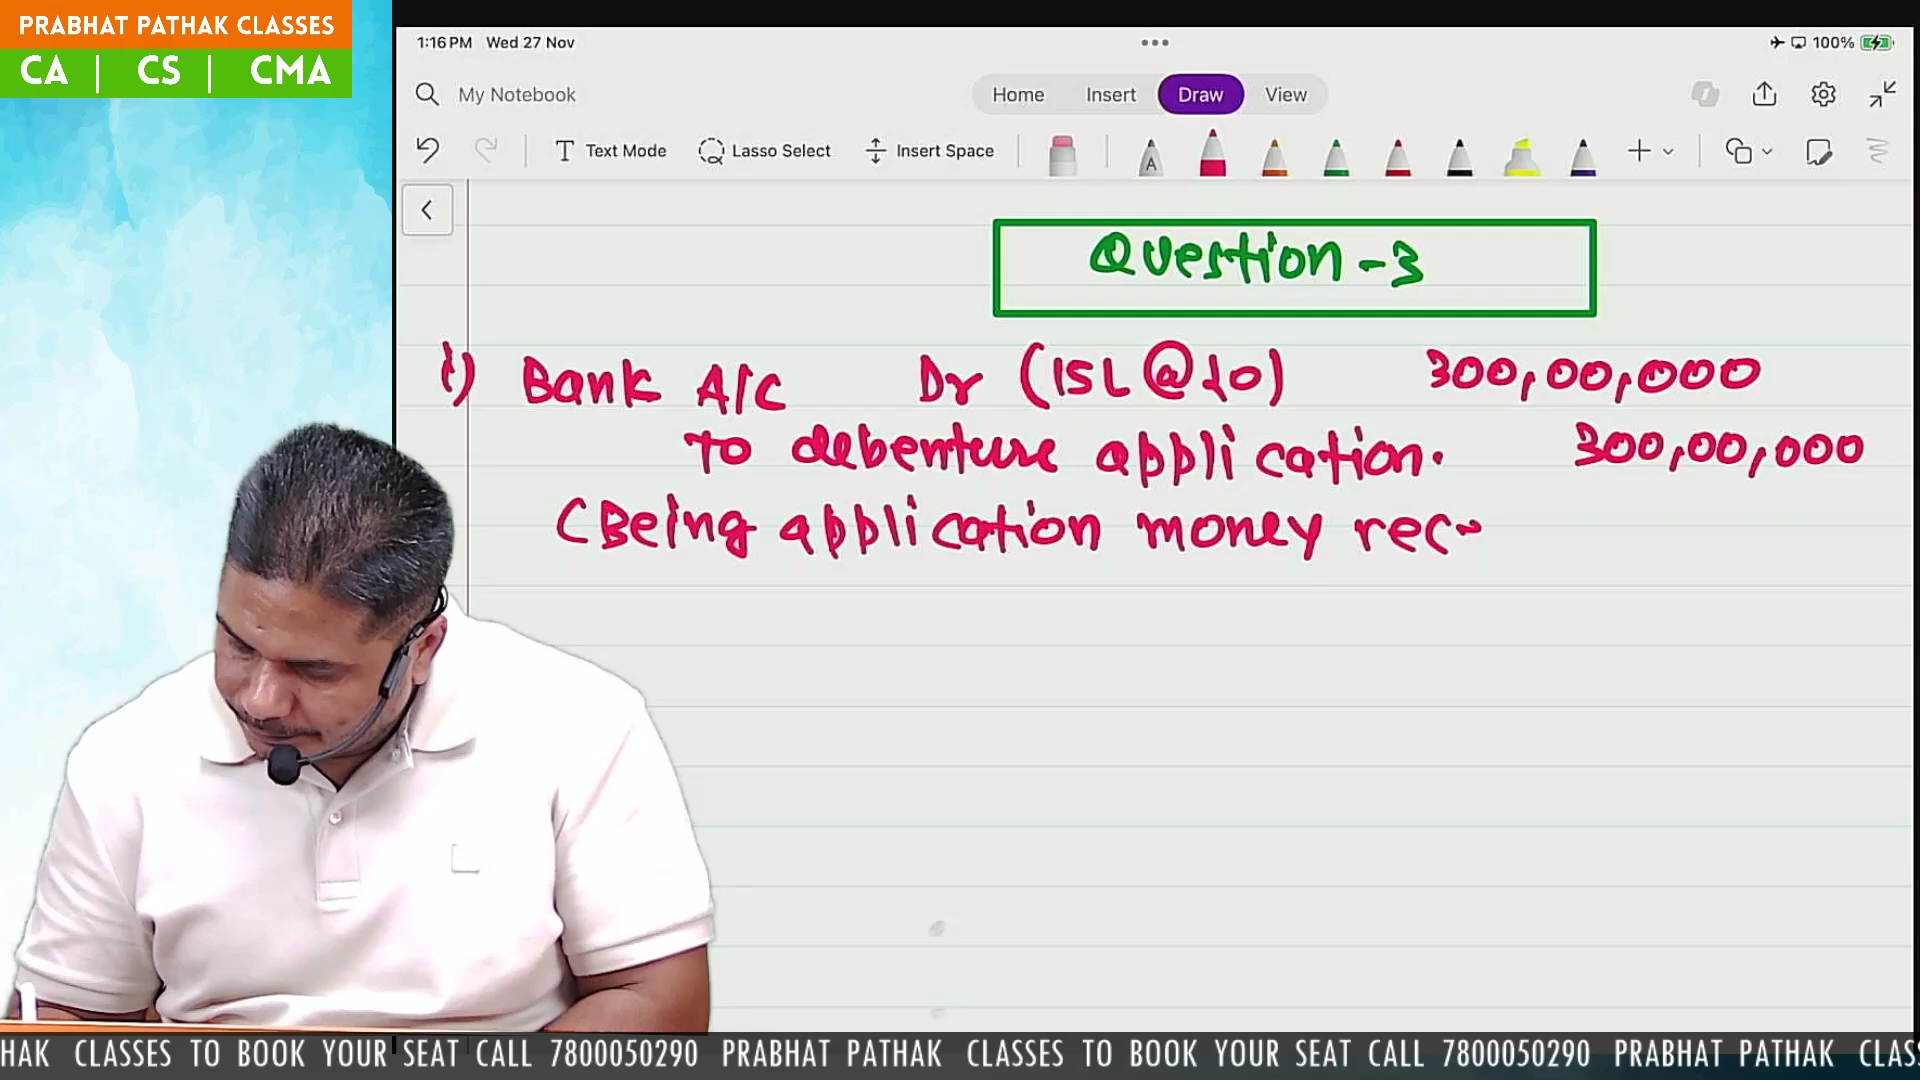 PRABHAT PATHAK CLASSES
CA | CS | CMA
1:16 PM Wed 27 Nov
100%
My Notebook
Home Insert Draw View
Text Mode Lasso Select Insert Space
A
Question - 3
1) Bank A/C Dr (15L @ 20) 300,00,000
To debenture application. 300,00,000
(Being application money rec.
HAK CLASSES TO BOOK YOUR SEAT CALL 7800050290 PRABHAT PATHAK CLASSES TO BOOK YOUR SEAT CALL 7800050290 PRABHAT PATHAK CLAS